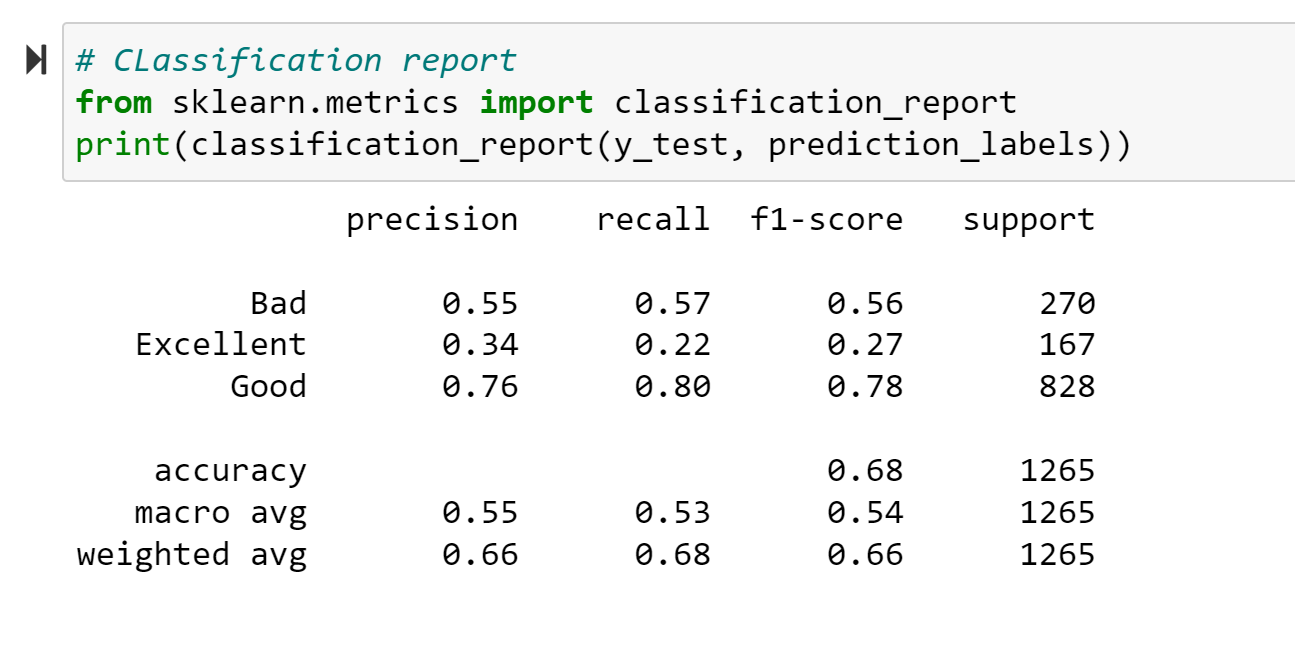 # CLassification report
from sklearn.metrics import classification_report
print(classification_report(y_test, prediction_labels))
precision recall f1-score support
Bad 0.55 0.57 0.56 270
Excellent 0.34 0.22 0.27 167
Good 0.76 0.80 0.78 828
accuracy 0.68 1265
macro avg 0.55 0.53 0.54 1265
weighted avg 0.66 0.68 0.66 1265